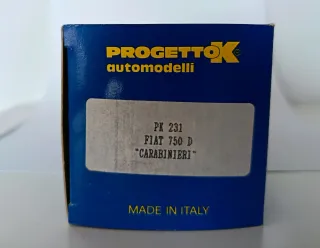 PROGETTO K
automodelli
PK 231
FIAT 750 D
"CARABINIERI"
MADE IN ITALY